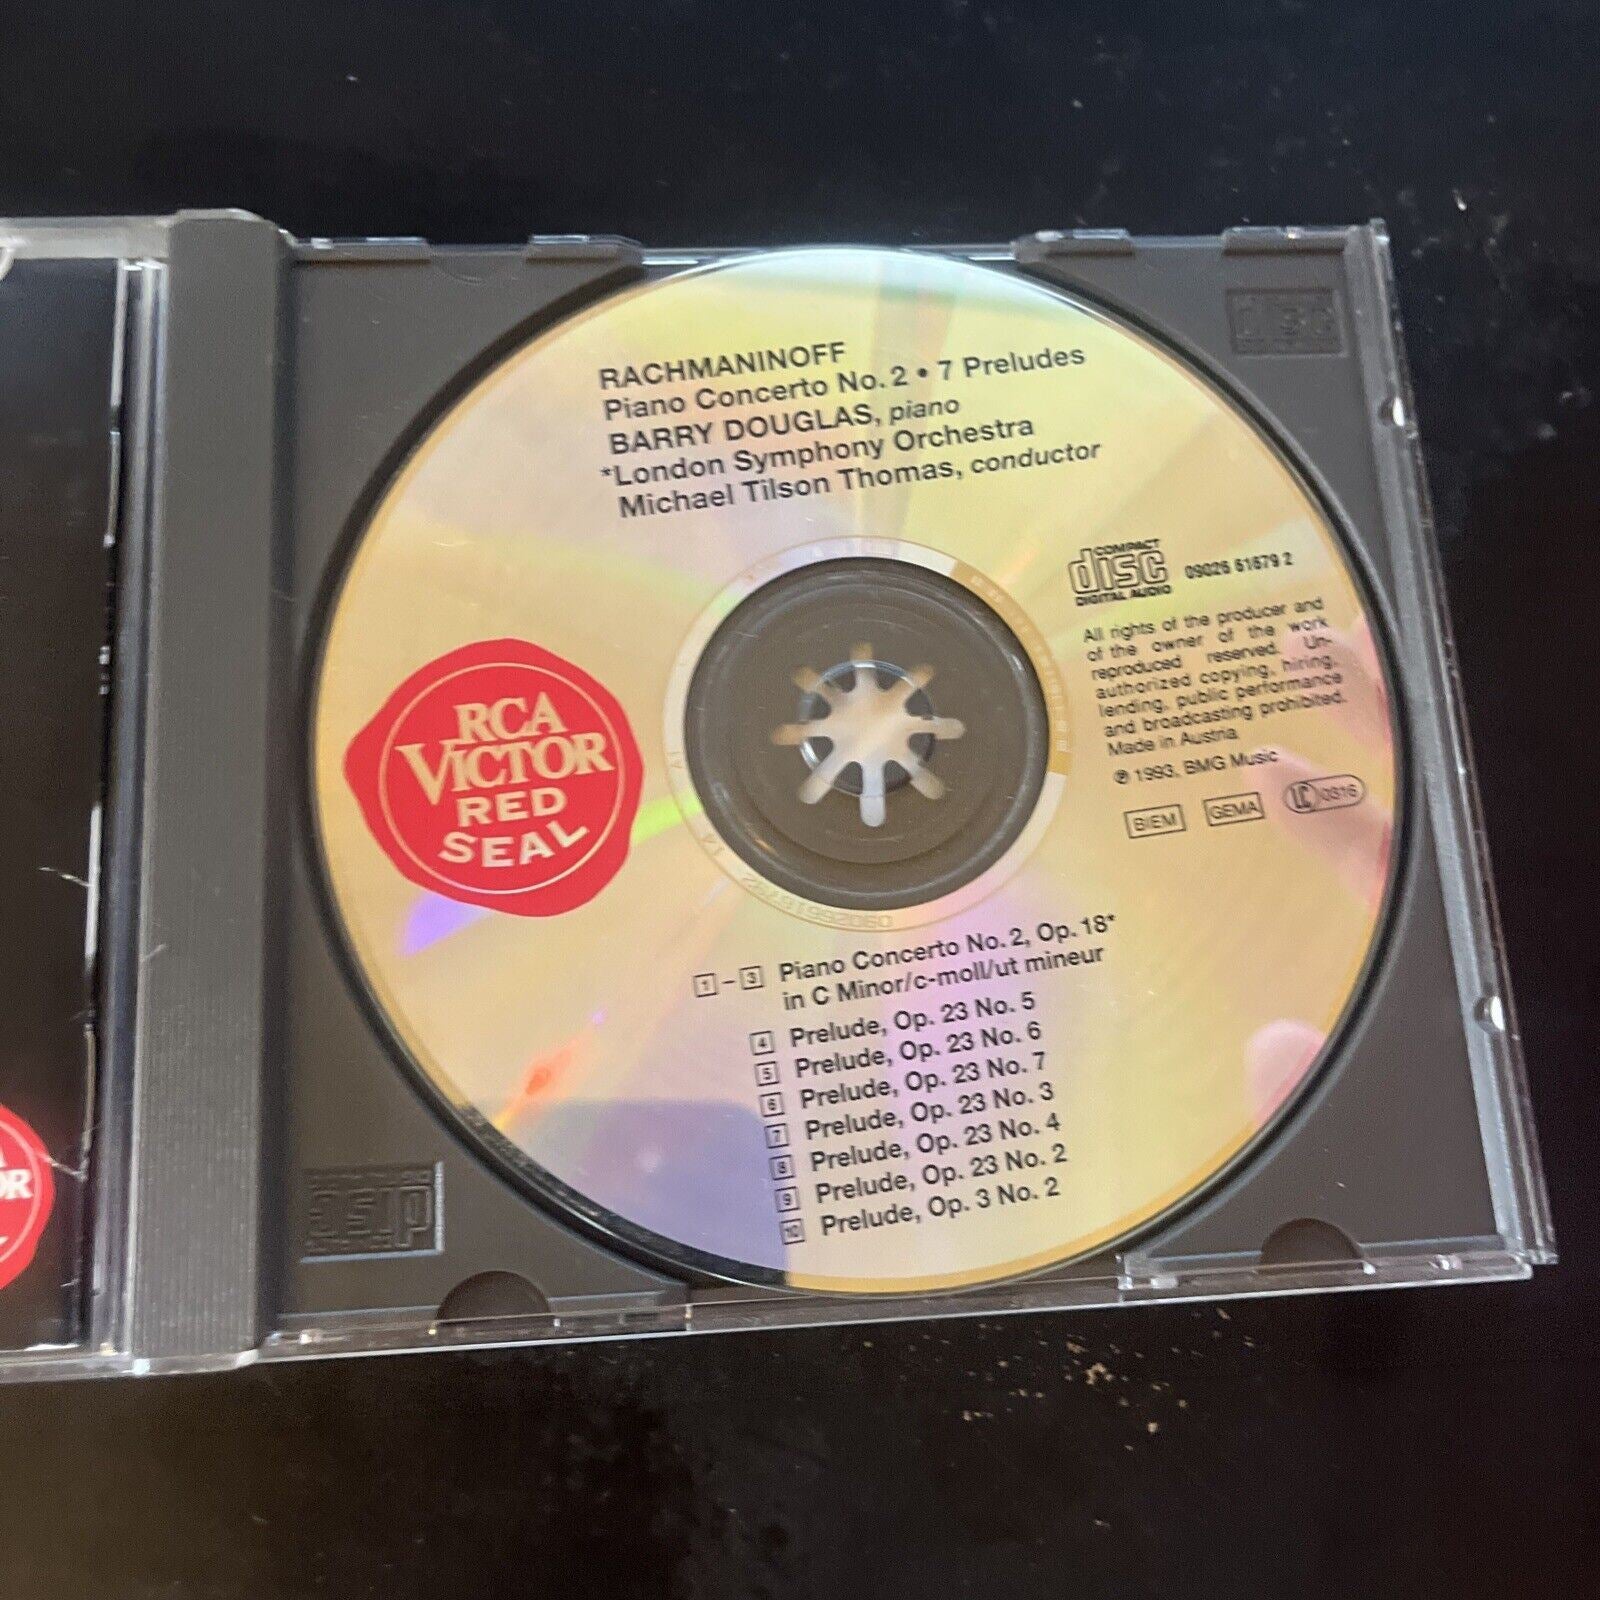 RACHMANINOFF
Piano Concerto No. 2 • 7 Preludes
BARRY DOUGLAS, piano
*London Symphony Orchestra
Michael Tilson Thomas, conductor
COMPACT
disc
DIGITAL AUDIO
09026 61679 2
All rights of the producer and
of the owner of the work
reproduced reserved. Un-
authorized copying, hiring,
lending, public performance
and broadcasting prohibited.
Made in Austria
℗ 1993, BMG Music
BIEM
GEMA
LC 0316
RCA
VICTOR
RED
SEAL
1 – 3 Piano Concerto No. 2, Op. 18*
in C Minor/c-moll/ut mineur
4 Prelude, Op. 23 No. 5
5 Prelude, Op. 23 No. 6
6 Prelude, Op. 23 No. 7
7 Prelude, Op. 23 No. 3
8 Prelude, Op. 23 No. 4
9 Prelude, Op. 23 No. 2
10 Prelude, Op. 3 No. 2
disc
disc